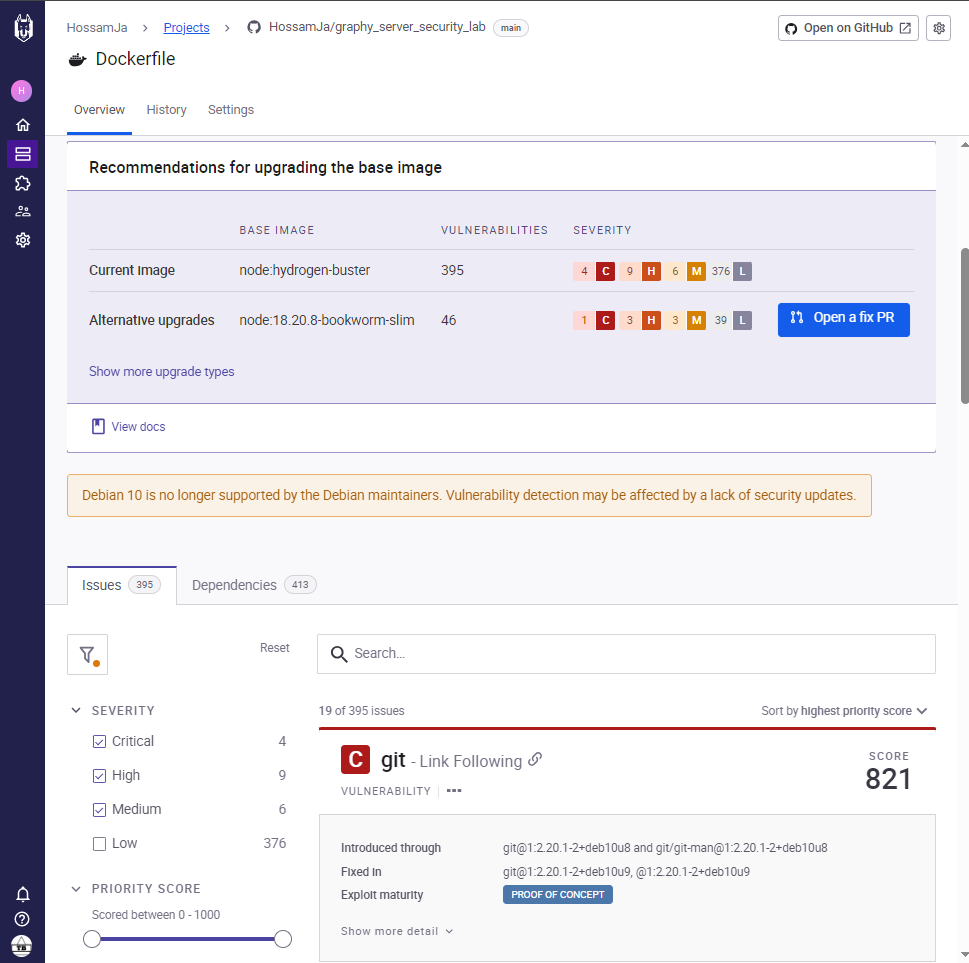 HossamJa > Projects > HossamJa/graphy_server_security_lab main
Open on GitHub
Dockerfile
H
Overview History Settings
Recommendations for upgrading the base image
BASE IMAGE VULNERABILITIES SEVERITY
Current image node:hydrogen-buster 395 4 C 9 H 6 M 376 L
Alternative upgrades node:18.20.8-bookworm-slim 46 1 C 3 H 3 M 39 L Open a fix PR
Show more upgrade types
View docs
Debian 10 is no longer supported by the Debian maintainers. Vulnerability detection may be affected by a lack of security updates.
Issues 395 Dependencies 413
Reset
Search...
SEVERITY
Critical 4
High 9
Medium 6
Low 376
PRIORITY SCORE
Scored between 0 - 1000
19 of 395 issues Sort by highest priority score
C git - Link Following
VULNERABILITY
SCORE
821
Introduced through git@1:2.20.1-2+deb10u8 and git/git-man@1:2.20.1-2+deb10u8
Fixed in git@1:2.20.1-2+deb10u9, @1:2.20.1-2+deb10u9
Exploit maturity PROOF OF CONCEPT
Show more detail